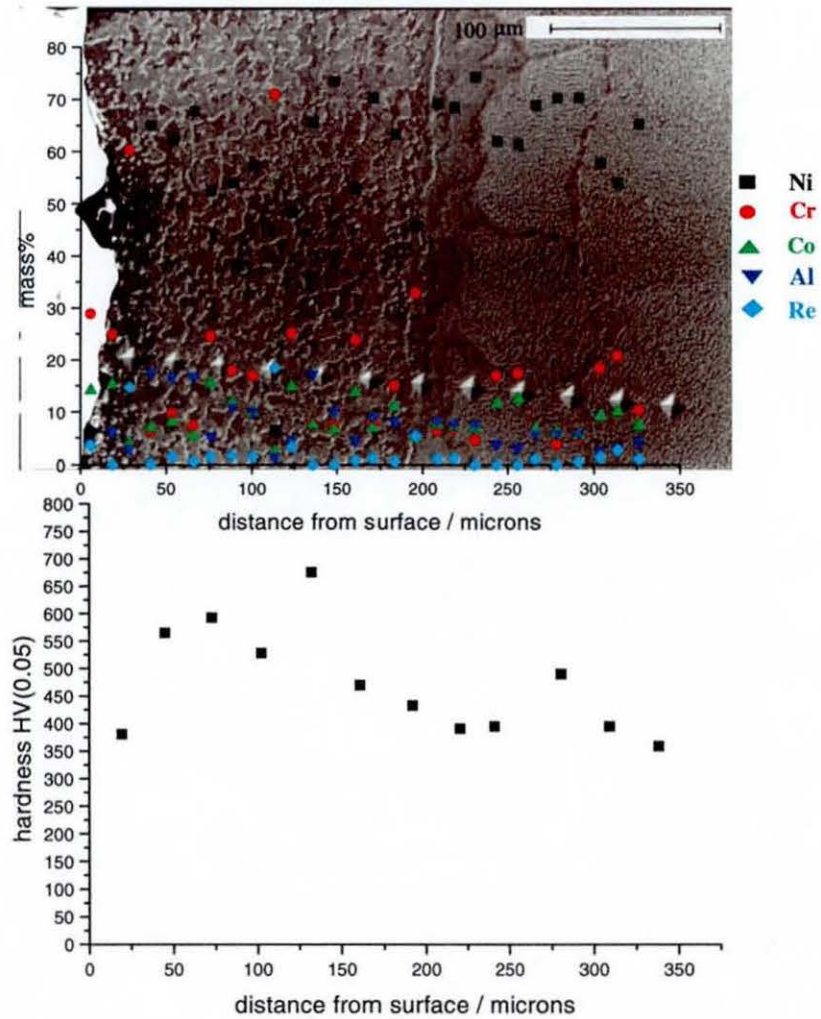 100 μm
80
70
60
50
40
30
20
10
0
mass%
0 50 100 150 200 250 300 350
distance from surface / microns
Ni
Cr
Co
Al
Re
800
750
700
650
600
550
500
450
400
350
300
250
200
150
100
50
0
hardness HV(0.05)
0 50 100 150 200 250 300 350
distance from surface / microns